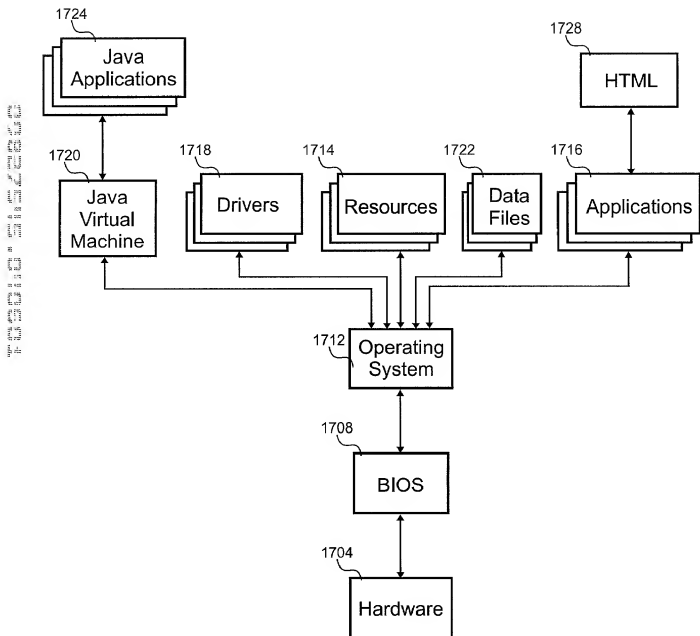 1724
Java
Applications
1728
HTML
1720
Java
Virtual
Machine
1718
Drivers
1714
Resources
1722
Data
Files
1716
Applications
1712
Operating
System
1708
BIOS
1704
Hardware